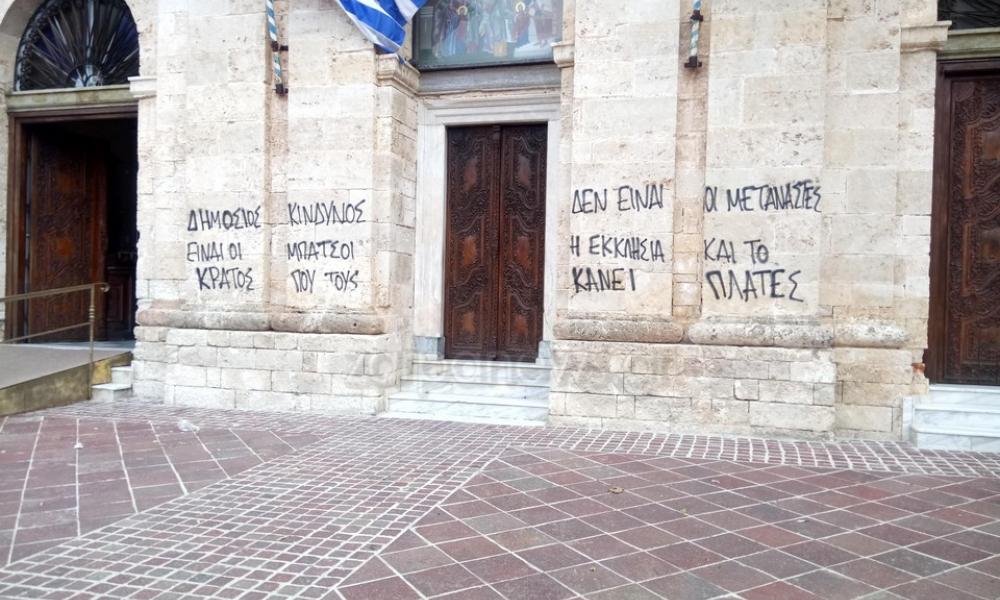 ΔΗΜΟΣΙΟΣ ΚΙΝΔΥΝΟΣ ΔΕΝ ΕΙΝΑΙ ΟΙ ΜΕΤΑΝΑΣΤΕΣ
ΕΙΝΑΙ ΟΙ ΜΠΑΤΣΟΙ Η ΕΚΚΛΗΣΙΑ ΚΑΙ ΤΟ
ΚΡΑΤΟΣ ΠΟΥ ΤΟΥΣ ΚΑΝΕΙ ΠΛΑΤΕΣ